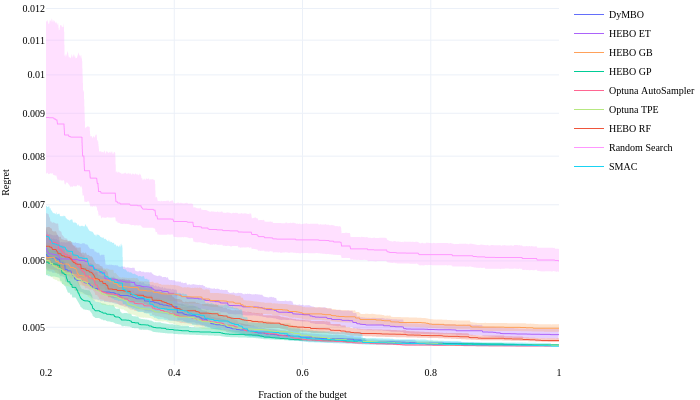 0.012
0.011
0.01
0.009
0.008
0.007
0.006
0.005
Regret
0.2
0.4
0.6
0.8
1
Fraction of the budget
DyMBO
HEBO ET
HEBO GB
HEBO GP
Optuna AutoSampler
Optuna TPE
HEBO RF
Random Search
SMAC